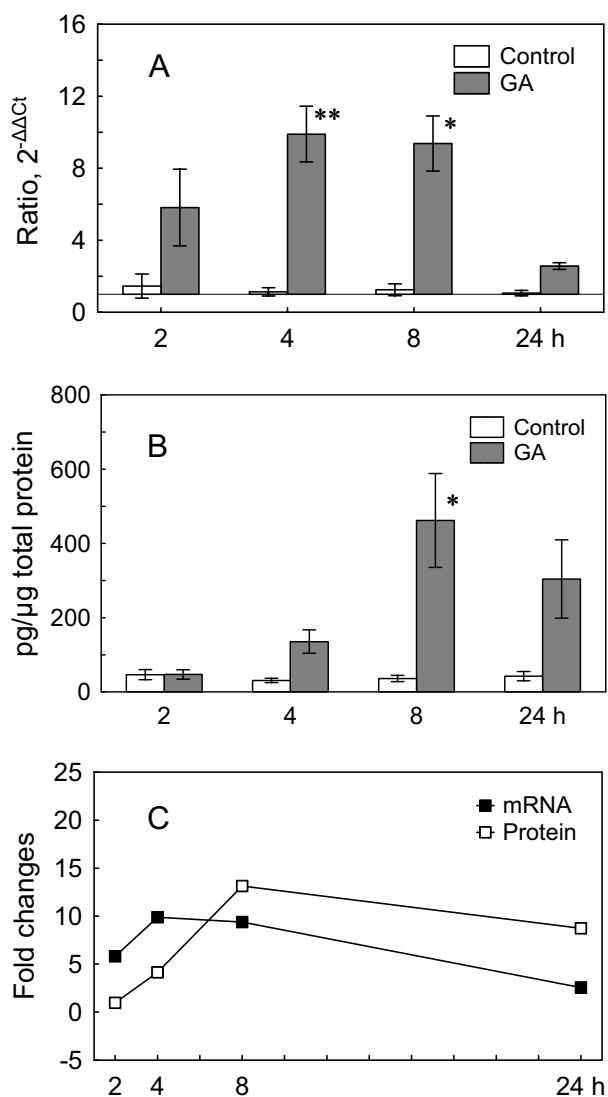 16
12
8
4
0
Ratio, 2^-ΔΔCt
A
Control
GA
**
*
2 4 8 24 h
800
600
400
200
0
pg/µg total protein
B
Control
GA
*
2 4 8 24 h
25
20
15
10
5
0
-5
Fold changes
C
mRNA
Protein
2 4 8 24 h